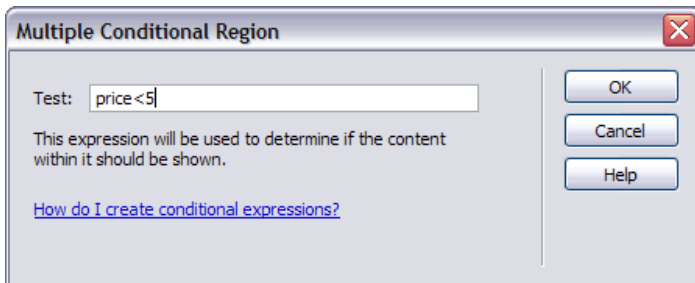 Multiple Conditional Region
Test: price<5
OK
This expression will be used to determine if the content
within it should be shown.
Cancel
Help
How do I create conditional expressions?